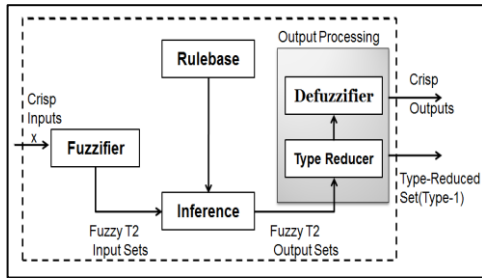 Output Processing
Rulebase
Crisp
Inputs
x
Fuzzifier
Defuzzifier
Crisp
Outputs
Type Reducer
Type-Reduced
Set(Type-1)
Inference
Fuzzy T2
Input Sets
Fuzzy T2
Output Sets